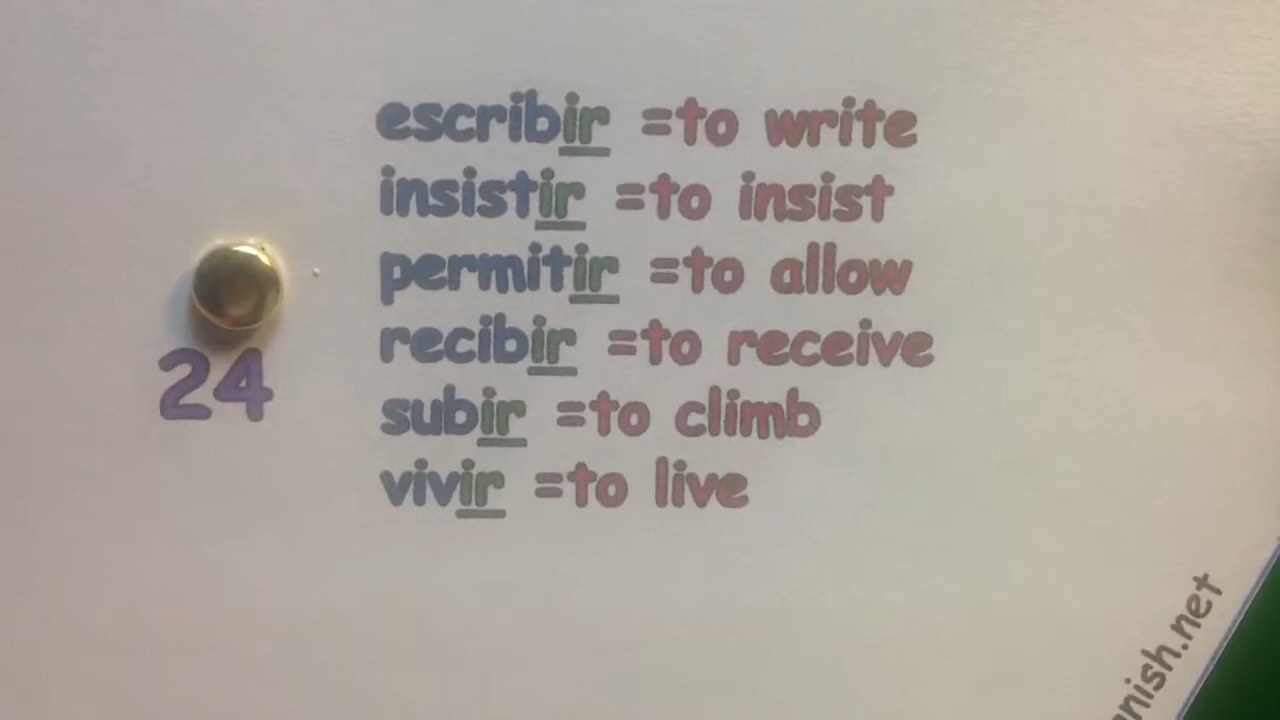 escribir =to write
insistir =to insist
permitir =to allow
recibir =to receive
subir =to climb
vivir =to live
24
nish.net